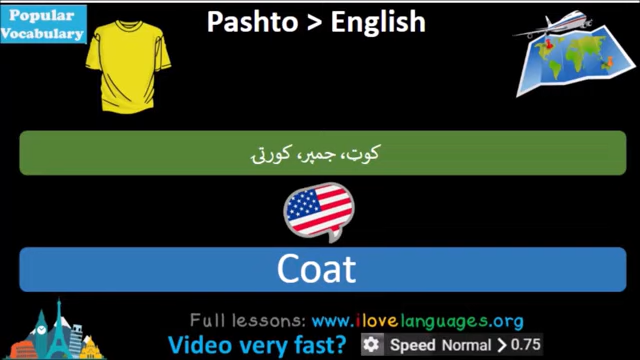 Popular
Vocabulary
Pashto > English
کوټ، جمپر، کورتۍ
Coat
Full lessons: www.ilovelanguages.org
Video very fast? Speed Normal > 0.75